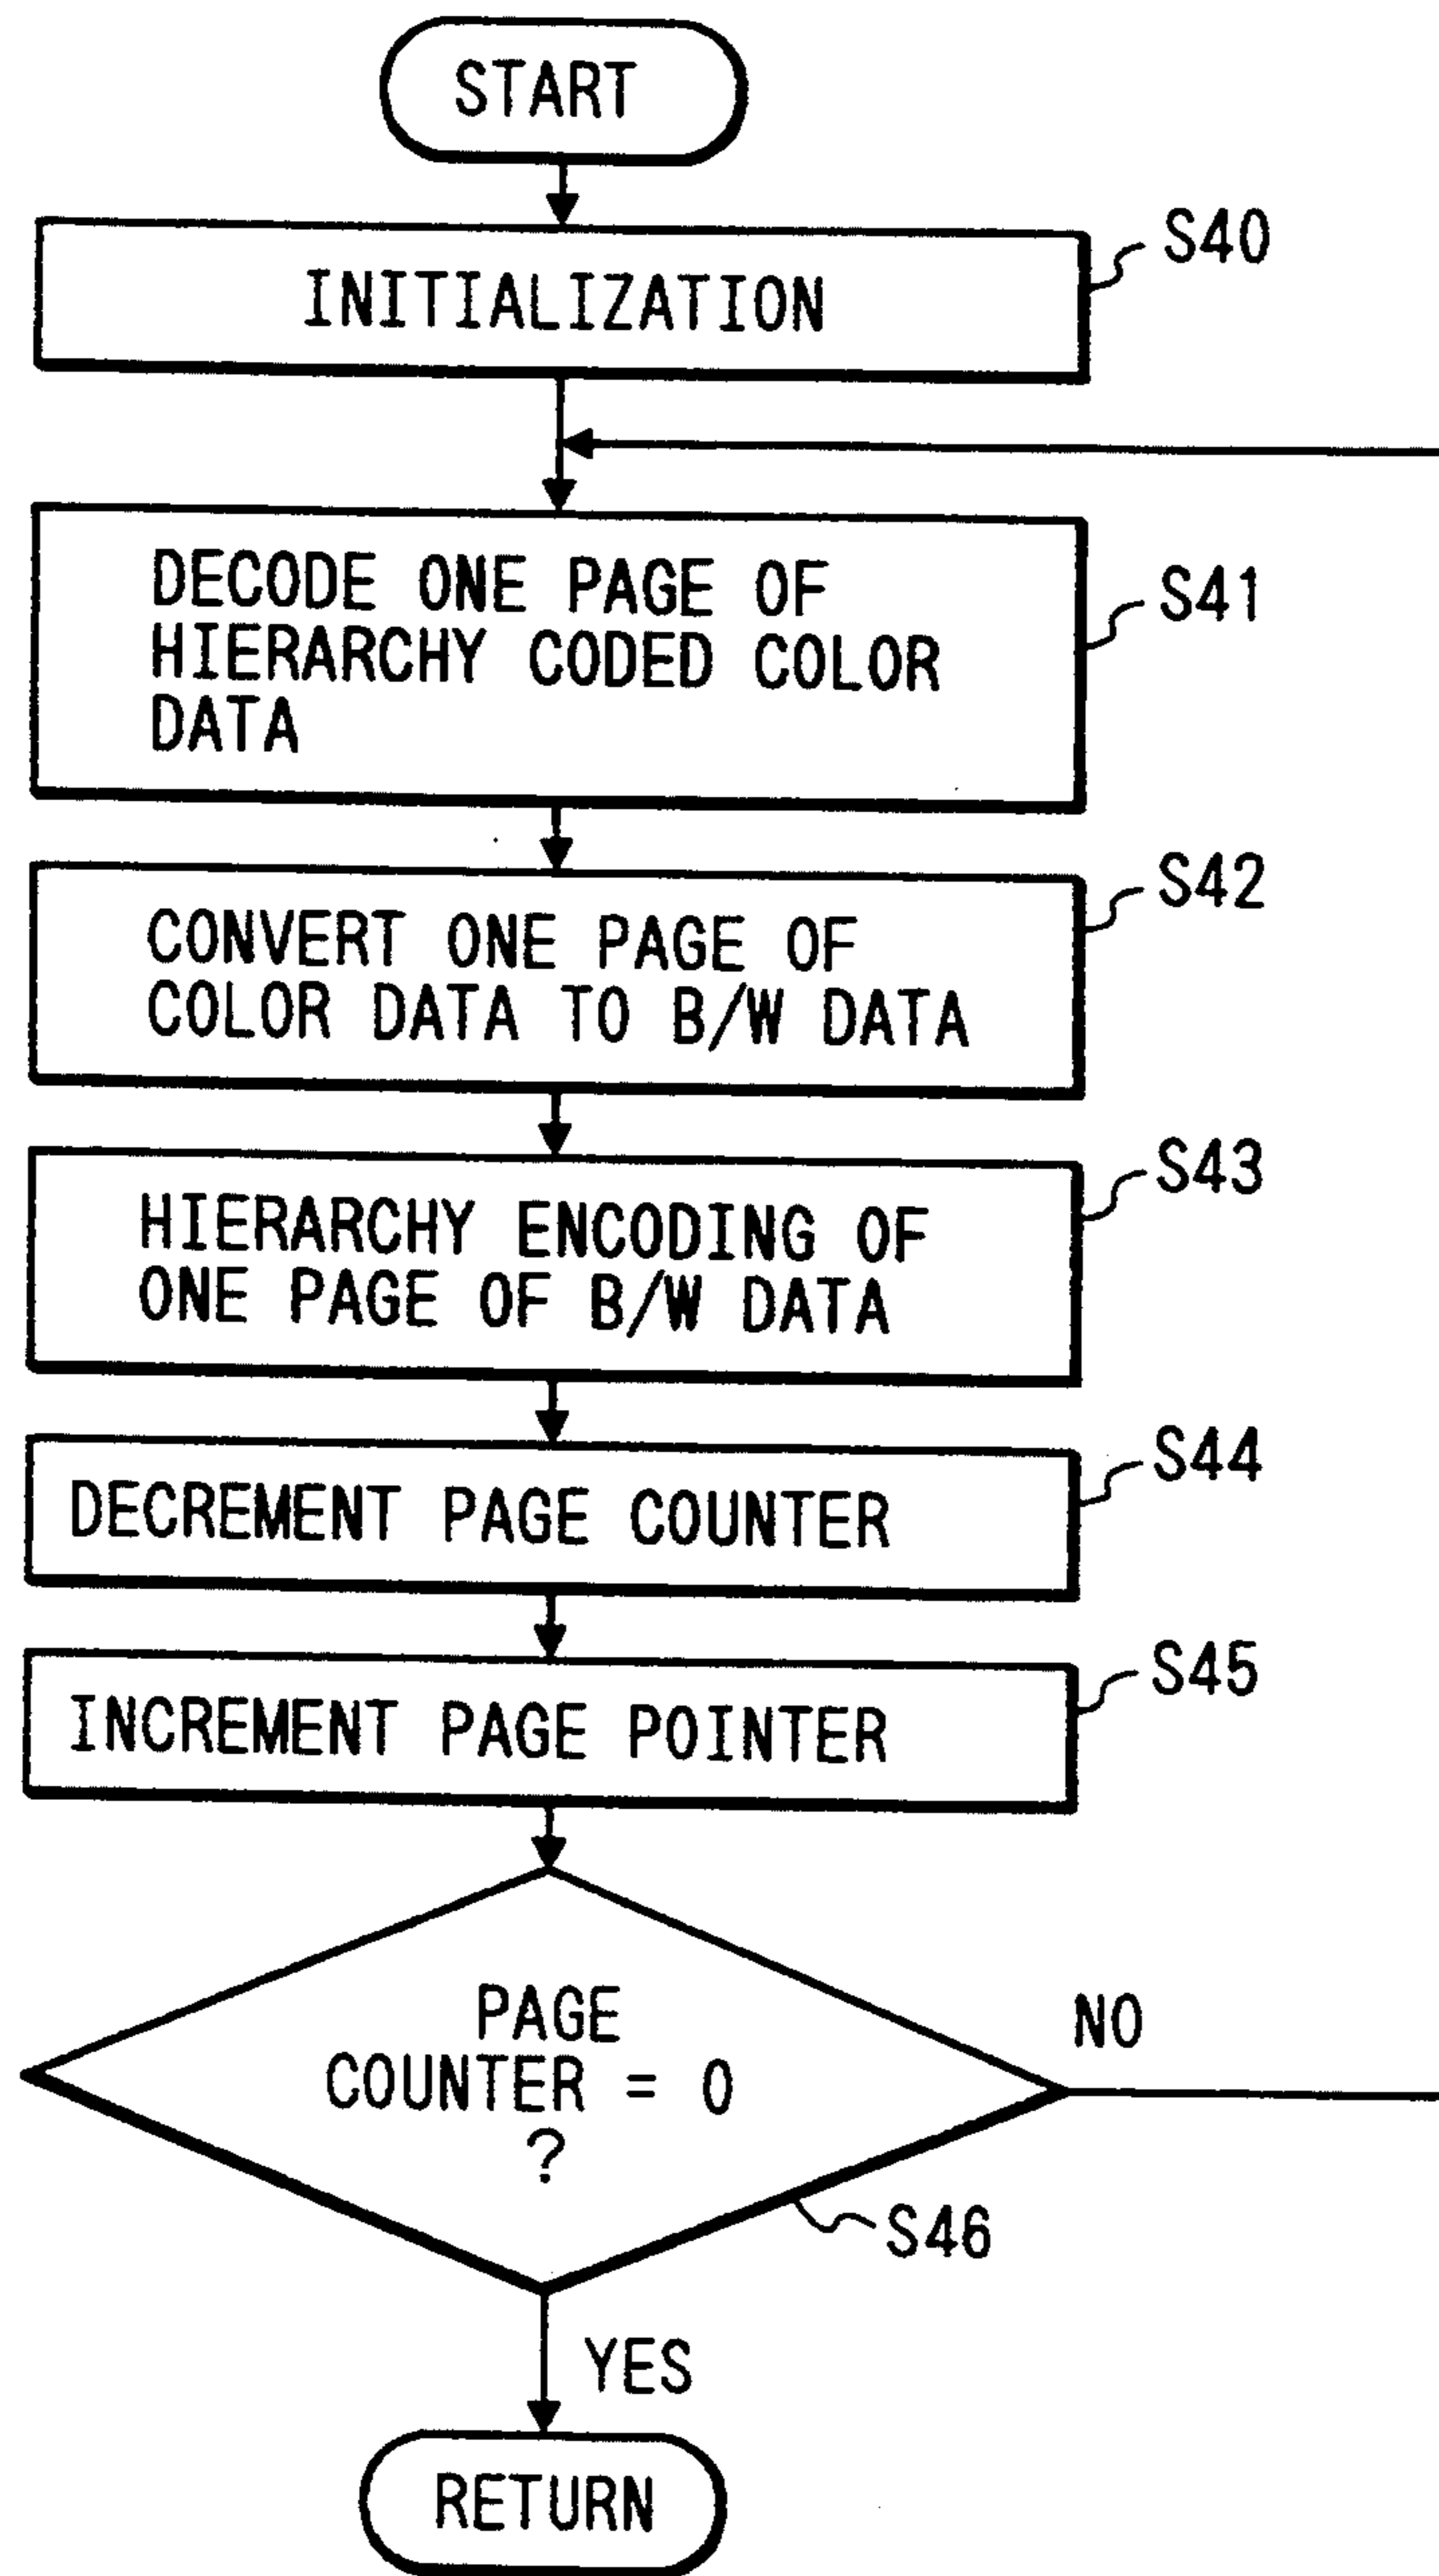 START
INITIALIZATION
S40
DECODE ONE PAGE OF
HIERARCHY CODED COLOR
DATA
S41
CONVERT ONE PAGE OF
COLOR DATA TO B/W DATA
S42
HIERARCHY ENCODING OF
ONE PAGE OF B/W DATA
S43
DECREMENT PAGE COUNTER
S44
INCREMENT PAGE POINTER
S45
PAGE
COUNTER = 0
?
NO
S46
YES
RETURN